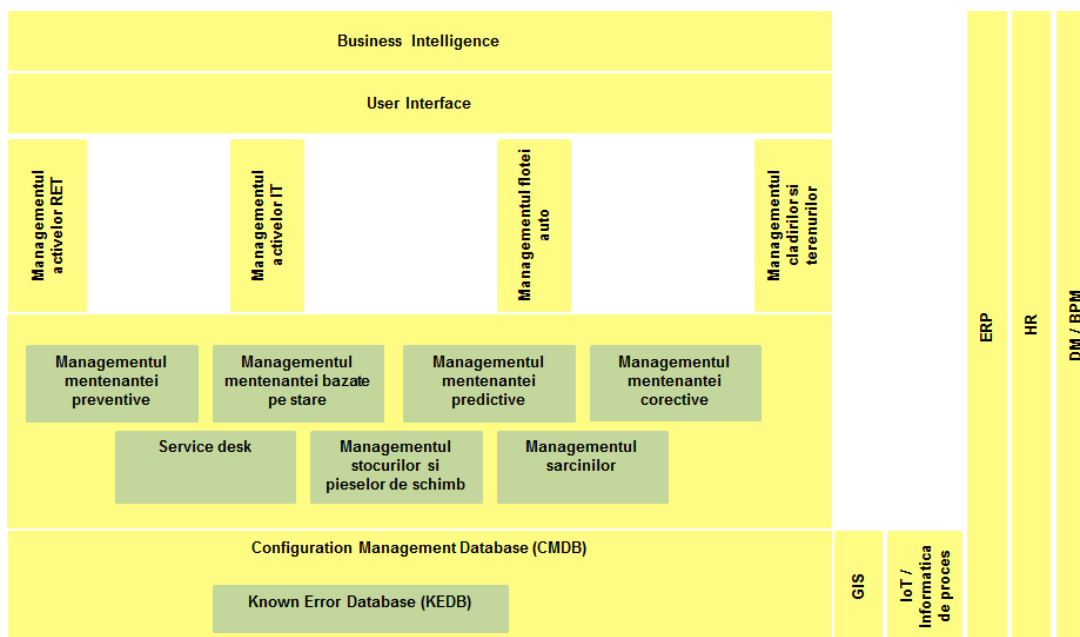 Business Intelligence
User Interface
Managementul
activelor RET
Managementul
activelor IT
Managementul flotei
auto
Managementul
cladirilor si
terenurilor
Managementul
mentenantei
preventive
Managementul
mentenantei bazate
pe stare
Managementul
mentenantei
predictive
Managementul
mentenantei
corective
Service desk
Managementul
stocurilor si
pieselor de schimb
Managementul
sarcinilor
Configuration Management Database (CMDB)
Known Error Database (KEDB)
GIS
IoT /
Informatica
de proces
ERP
HR
DM / BPM